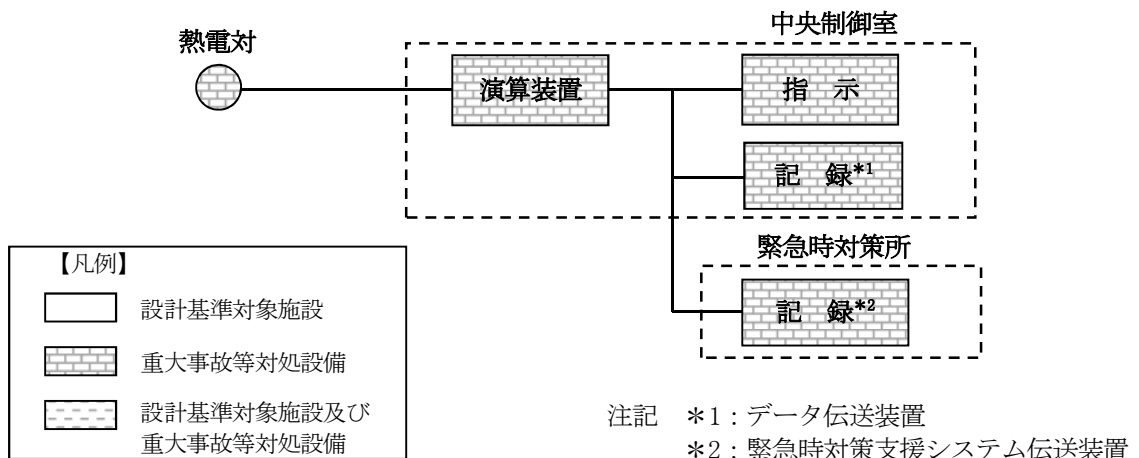 中央制御室
熱電対
演算装置
指 示
記 録*1
緊急時対策所
記 録*2
【凡例】
設計基準対象施設
重大事故等対処設備
設計基準対象施設及び
重大事故等対処設備
注記 *1:データ伝送装置
*2:緊急時対策支援システム伝送装置